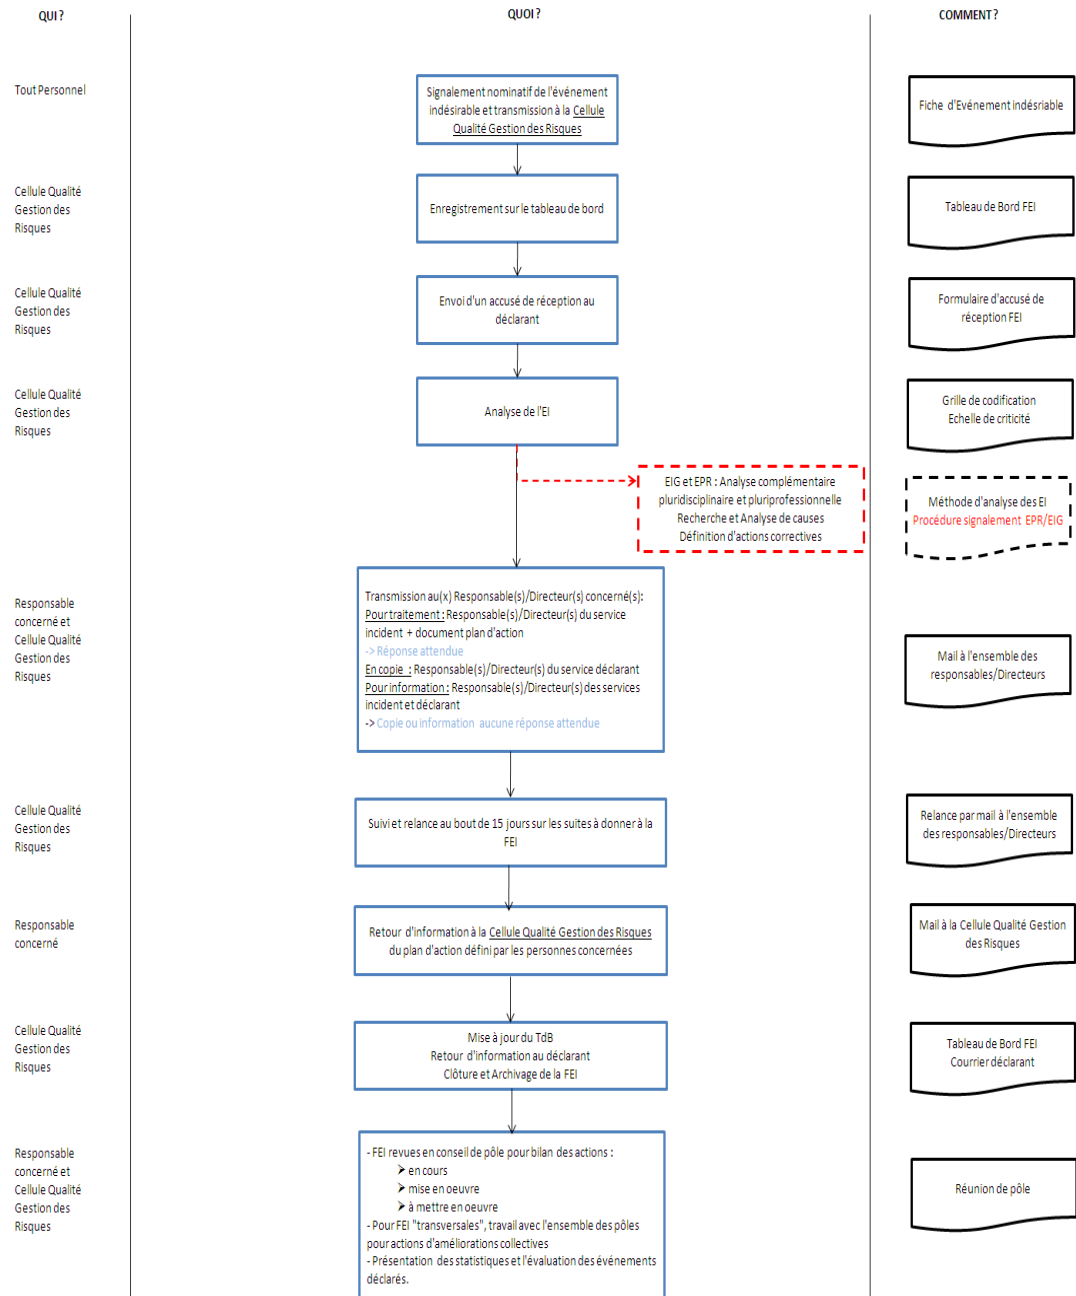 QUI ?
QUOI ?
COMMENT ?
Tout Personnel
Signalement nominatif de l'événement
indésirable et transmission à la Cellule
Qualité Gestion des Risques
Fiche d'Evénement indésriable
Cellule Qualité
Gestion des
Risques
Enregistrement sur le tableau de bord
Tableau de Bord FEI
Cellule Qualité
Gestion des
Risques
Envoi d'un accusé de réception au
déclarant
Formulaire d'accusé de
réception FEI
Cellule Qualité
Gestion des
Risques
Analyse de l'EI
Grille de codification
Echelle de criticité
EIG et EPR : Analyse complémentaire
pluridisciplinaire et pluriprofessionnelle
Recherche et Analyse de causes
Définition d'actions correctives
Méthode d'analyse des EI
Procédure signalement EPR/EIG
Responsable
concerné et
Cellule Qualité
Gestion des
Risques
Transmission au(x) Responsable(s)/Directeur(s) concerné(s):
Pour traitement : Responsable(s)/Directeur(s) du service
incident + document plan d'action
-> Réponse attendue
En copie : Responsable(s)/Directeur(s) du service déclarant
Pour information : Responsable(s)/Directeur(s) des services
incident et déclarant
-> Copie ou information aucune réponse attendue
Mail à l'ensemble des
responsables/Directeurs
Cellule Qualité
Gestion des
Risques
Suivi et relance au bout de 15 jours sur les suites à donner à la
FEI
Relance par mail à l'ensemble
des responsables/Directeurs
Responsable
concerné
Retour d'information à la Cellule Qualité Gestion des Risques
du plan d'action défini par les personnes concernées
Mail à la Cellule Qualité Gestion
des Risques
Cellule Qualité
Gestion des
Risques
Mise à jour du TdB
Retour d'information au déclarant
Clôture et Archivage de la FEI
Tableau de Bord FEI
Courrier déclarant
Responsable
concerné et
Cellule Qualité
Gestion des
Risques
- FEI revues en conseil de pôle pour bilan des actions :
➢ en cours
➢ mise en oeuvre
➢ à mettre en oeuvre
- Pour FEI "transversales", travail avec l'ensemble des pôles
pour actions d'améliorations collectives
- Présentation des statistiques et l'évaluation des événements
déclarés.
Réunion de pôle